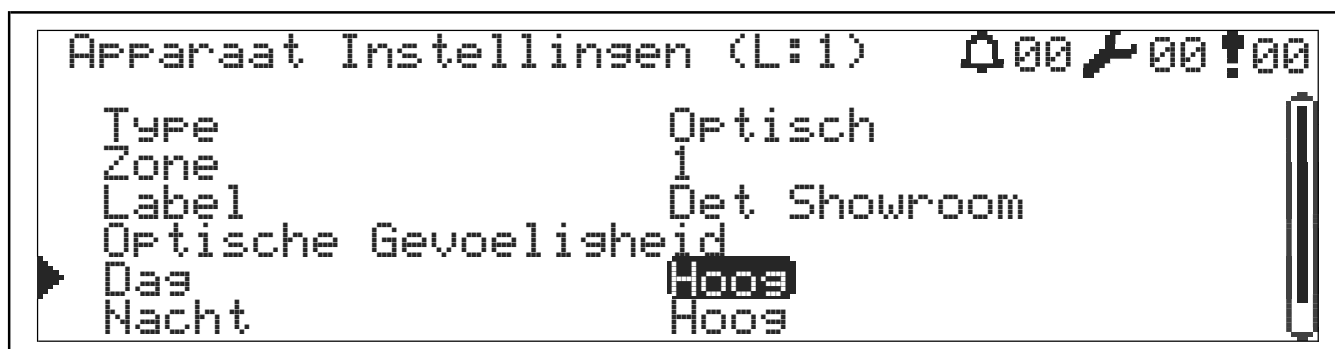 Apparaat Instellingen (L:1) 00 00 00
Type Optisch
Zone 1
Label Det Showroom
Optische Gevoeligheid
Dag Hoog
Nacht Hoog